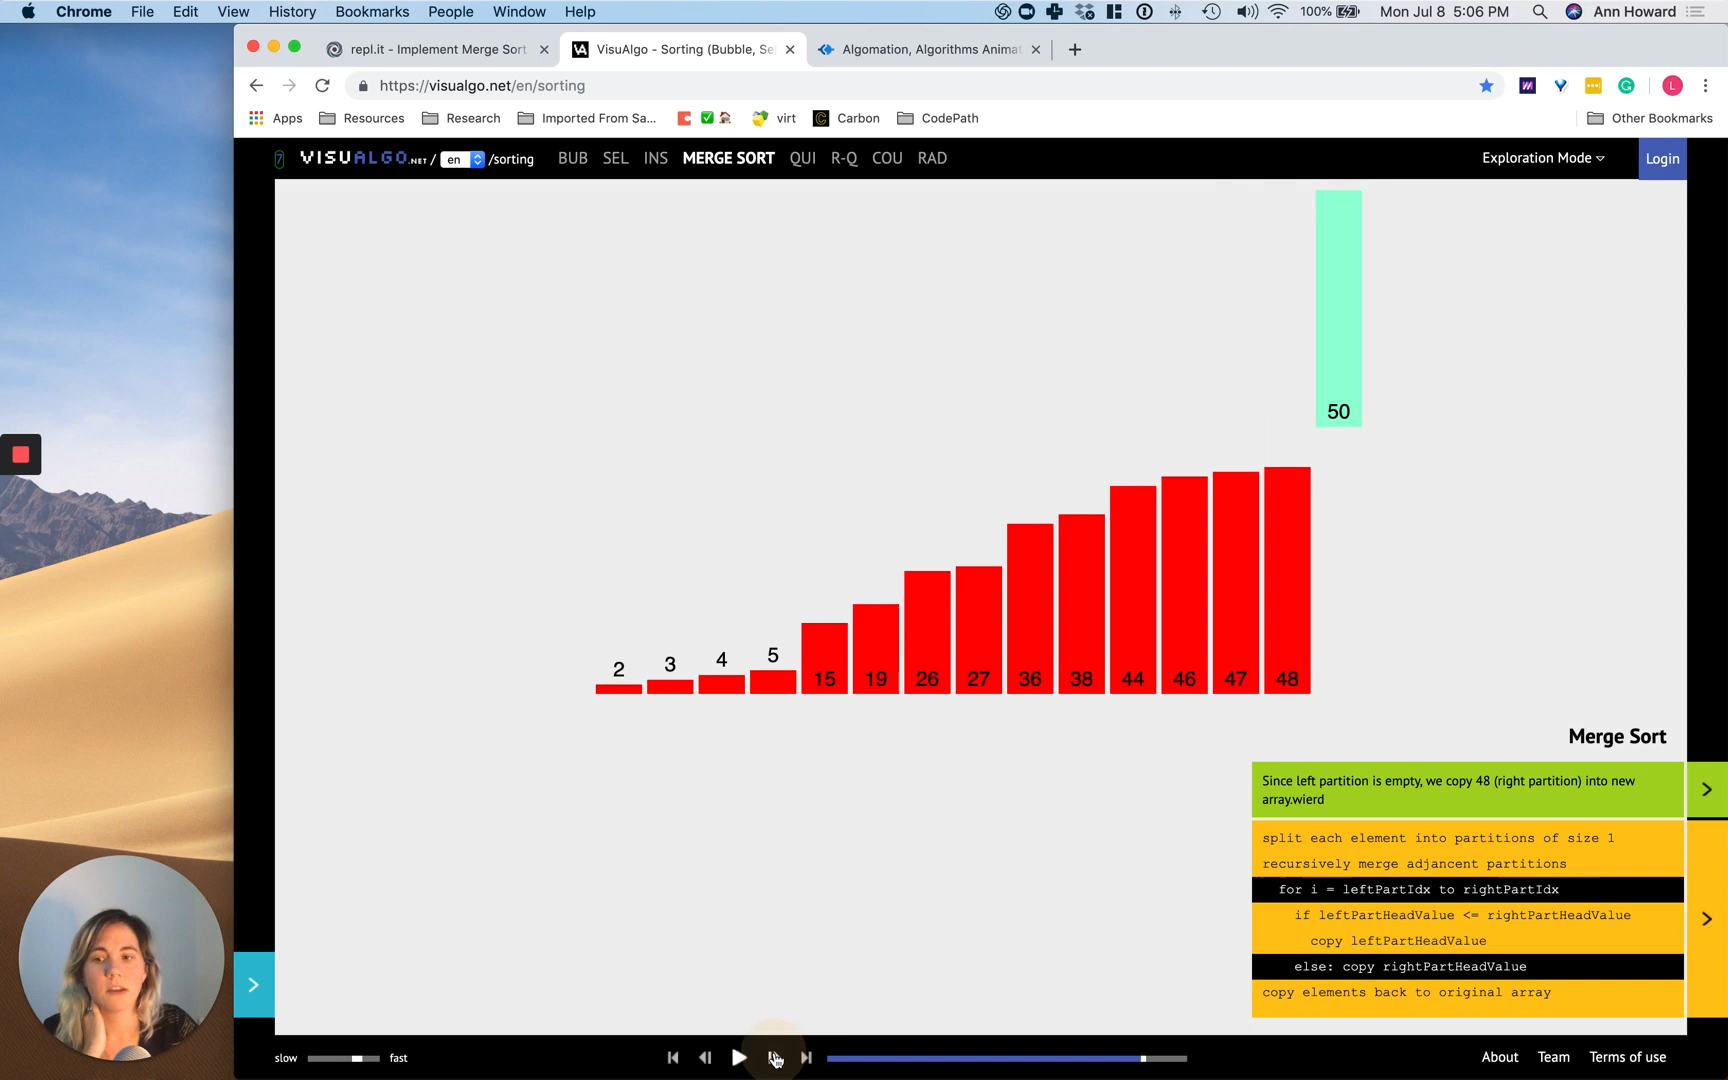 Chrome File Edit View History Bookmarks People Window Help 100% Mon Jul 8 5:06 PM Ann Howard
repl.it - Implement Merge Sort VisuAlgo - Sorting (Bubble, Se Algomation, Algorithms Animat
https://visualgo.net/en/sorting L
Apps Resources Research Imported From Sa... virt Carbon CodePath Other Bookmarks
7 VISUALGO.NET / en /sorting BUB SEL INS MERGE SORT QUI R-Q COU RAD Exploration Mode Login
50
2 3 4 5 15 19 26 27 36 38 44 46 47 48
Merge Sort
Since left partition is empty, we copy 48 (right partition) into new
array.wierd
split each element into partitions of size 1
recursively merge adjancent partitions
for i = leftPartIdx to rightPartIdx
if leftPartHeadValue <= rightPartHeadValue
copy leftPartHeadValue
else: copy rightPartHeadValue
copy elements back to original array
slow fast About Team Terms of use